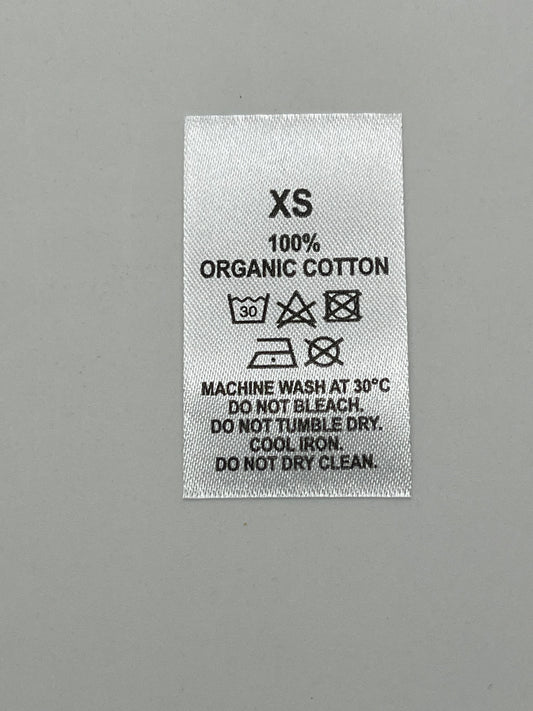 XS
100%
ORGANIC COTTON
30
MACHINE WASH AT 30°C
DO NOT BLEACH.
DO NOT TUMBLE DRY.
COOL IRON.
DO NOT DRY CLEAN.